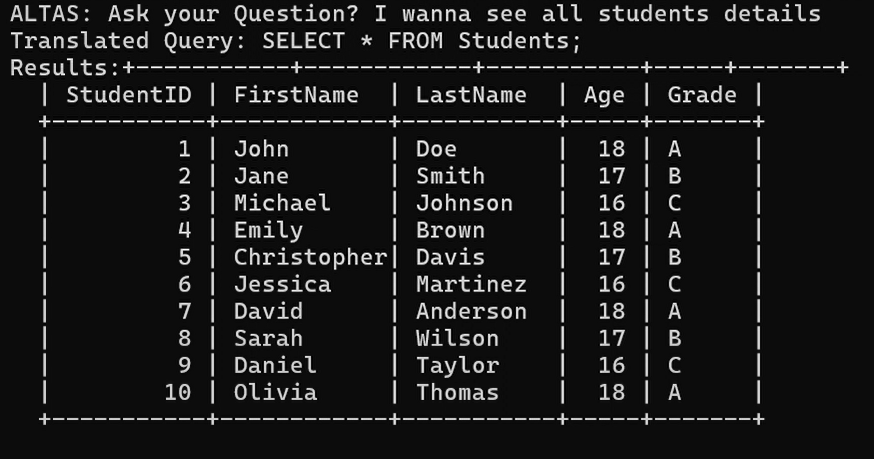 ALTAS: Ask your Question? I wanna see all students details
Translated Query: SELECT * FROM Students;
Results:+-----------+------------+-----------+-----+-------+
| StudentID | FirstName  | LastName  | Age | Grade |
+-----------+------------+-----------+-----+-------+
|         1 | John       | Doe       |  18 | A     |
|         2 | Jane       | Smith     |  17 | B     |
|         3 | Michael    | Johnson   |  16 | C     |
|         4 | Emily      | Brown     |  18 | A     |
|         5 | Christopher| Davis     |  17 | B     |
|         6 | Jessica    | Martinez  |  16 | C     |
|         7 | David      | Anderson  |  18 | A     |
|         8 | Sarah      | Wilson    |  17 | B     |
|         9 | Daniel     | Taylor    |  16 | C     |
|        10 | Olivia     | Thomas    |  18 | A     |
+-----------+------------+-----------+-----+-------+